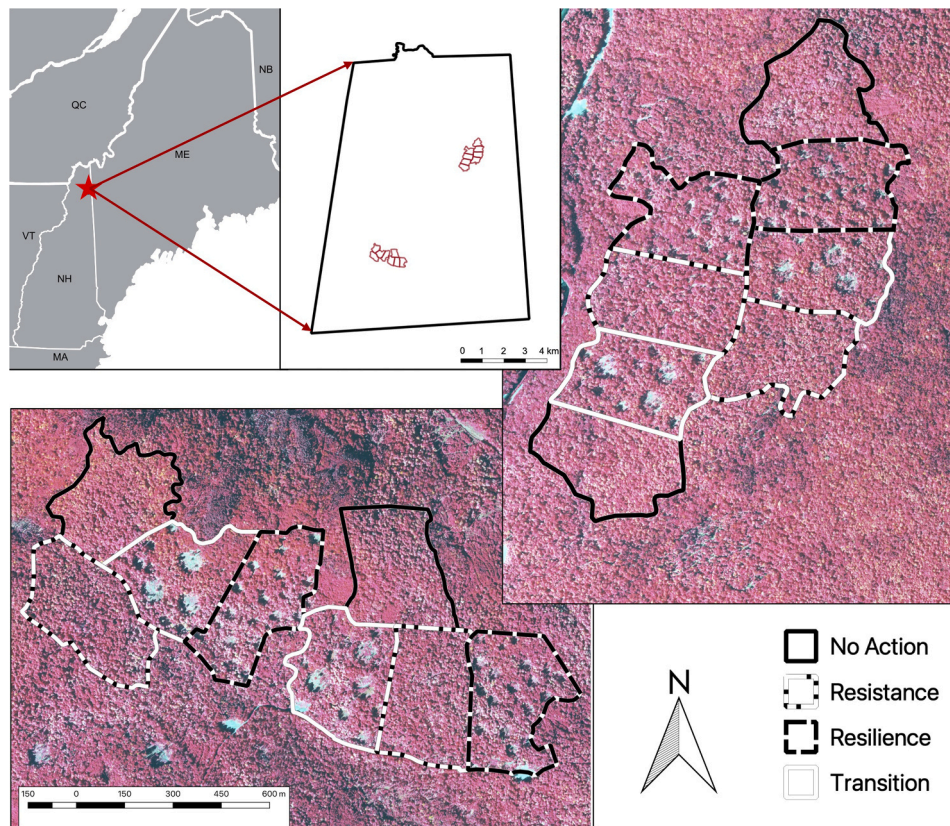 NB
QC
ME
VT
NH
MA
0 1 2 3 4 km
150 0 150 300 450 600 m
N
No Action
Resistance
Resilience
Transition